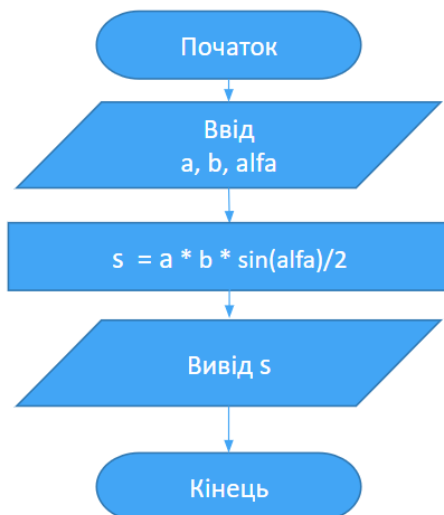 Початок
Ввід
a, b, alfa
s = a * b * sin(alfa)/2
Вивід s
Кінець